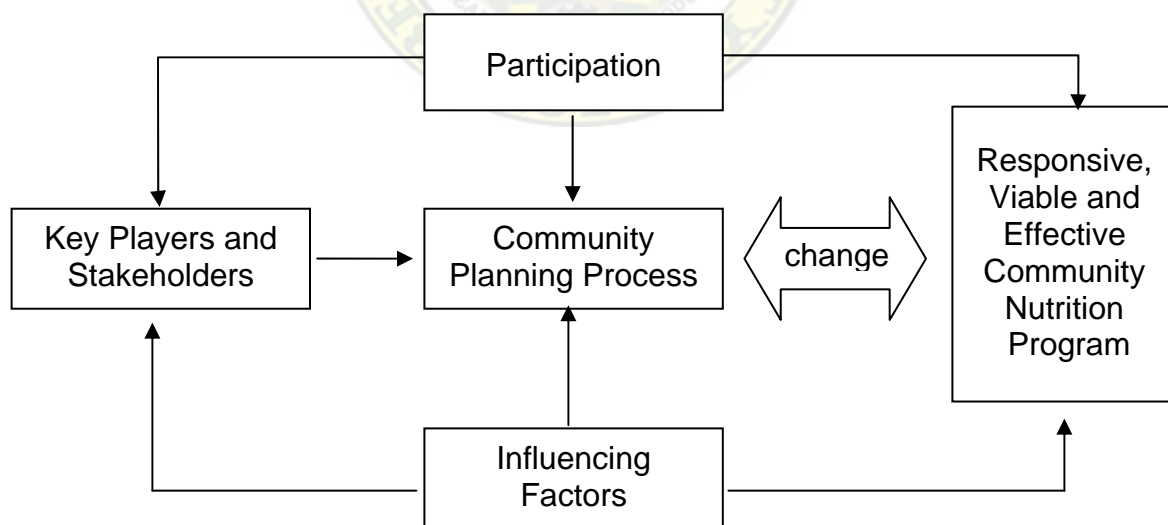 Participation
Key Players and
Stakeholders
Community
Planning Process
change
Responsive,
Viable and
Effective
Community
Nutrition
Program
Influencing
Factors